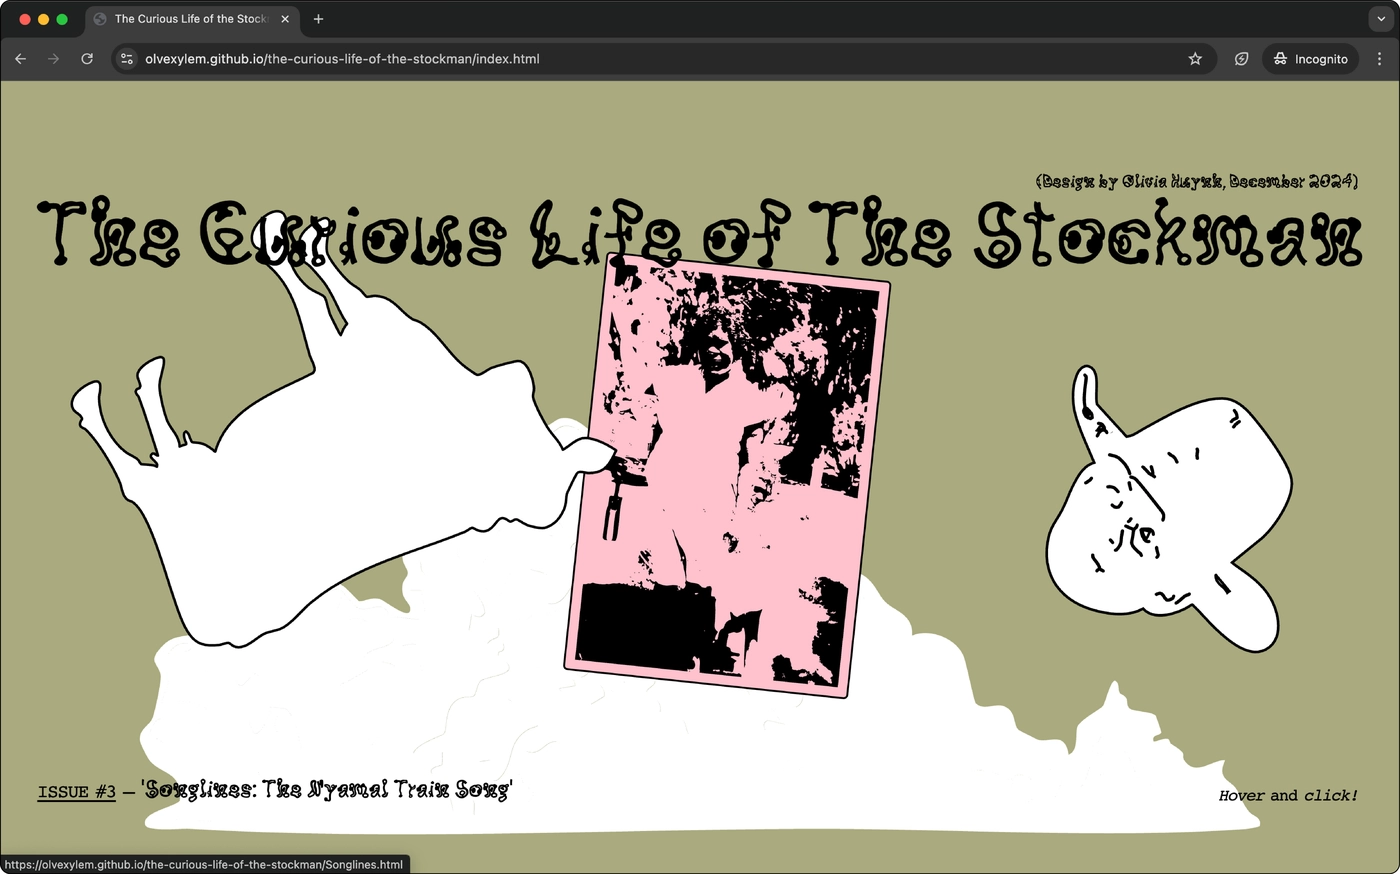 The Curious Life of the Stock
olvexylem.github.io/the-curious-life-of-the-stockman/index.html
Incognito
(Design by Olivia Huynh, December 2024)
The Curious Life of The Stockman
ISSUE #3 — 'Songlines: The Nyamal Train Song'
Hover and click!
https://olvexylem.github.io/the-curious-life-of-the-stockman/Songlines.html